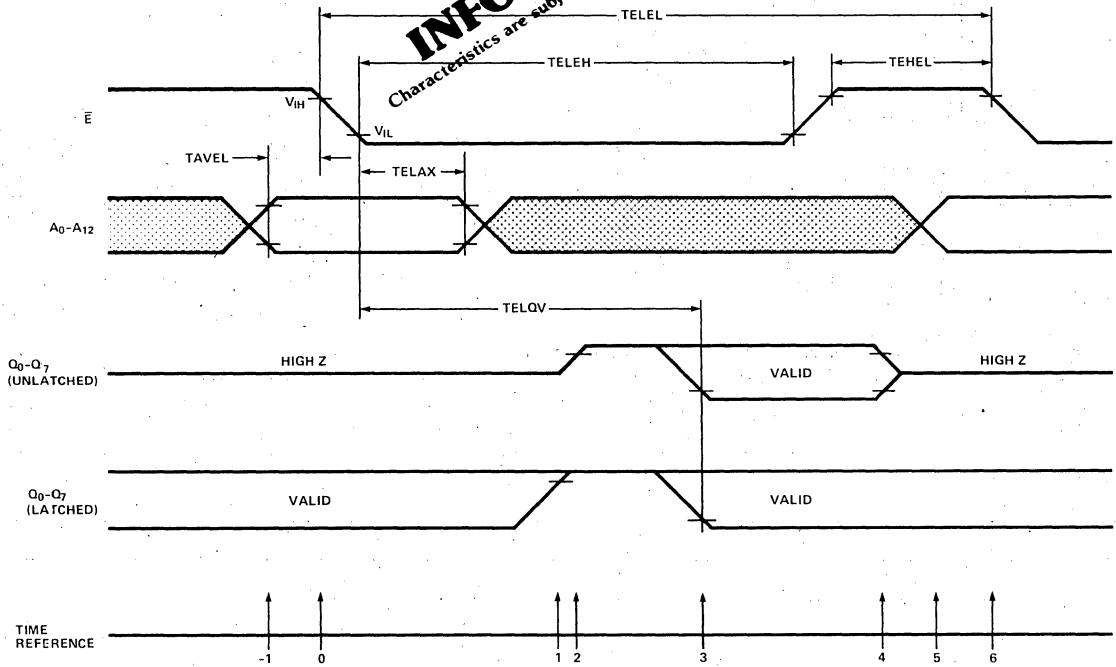 INFO
Characteristics are
TELEL
TELEH
TEHEL
E̅
VIH
VIL
TAVEL
TELAX
A0-A12
TELQV
Q0-Q7
(UNLATCHED)
HIGH Z
VALID
HIGH Z
Q0-Q7
(LATCHED)
VALID
VALID
TIME
REFERENCE
-1 0 1 2 3 4 5 6